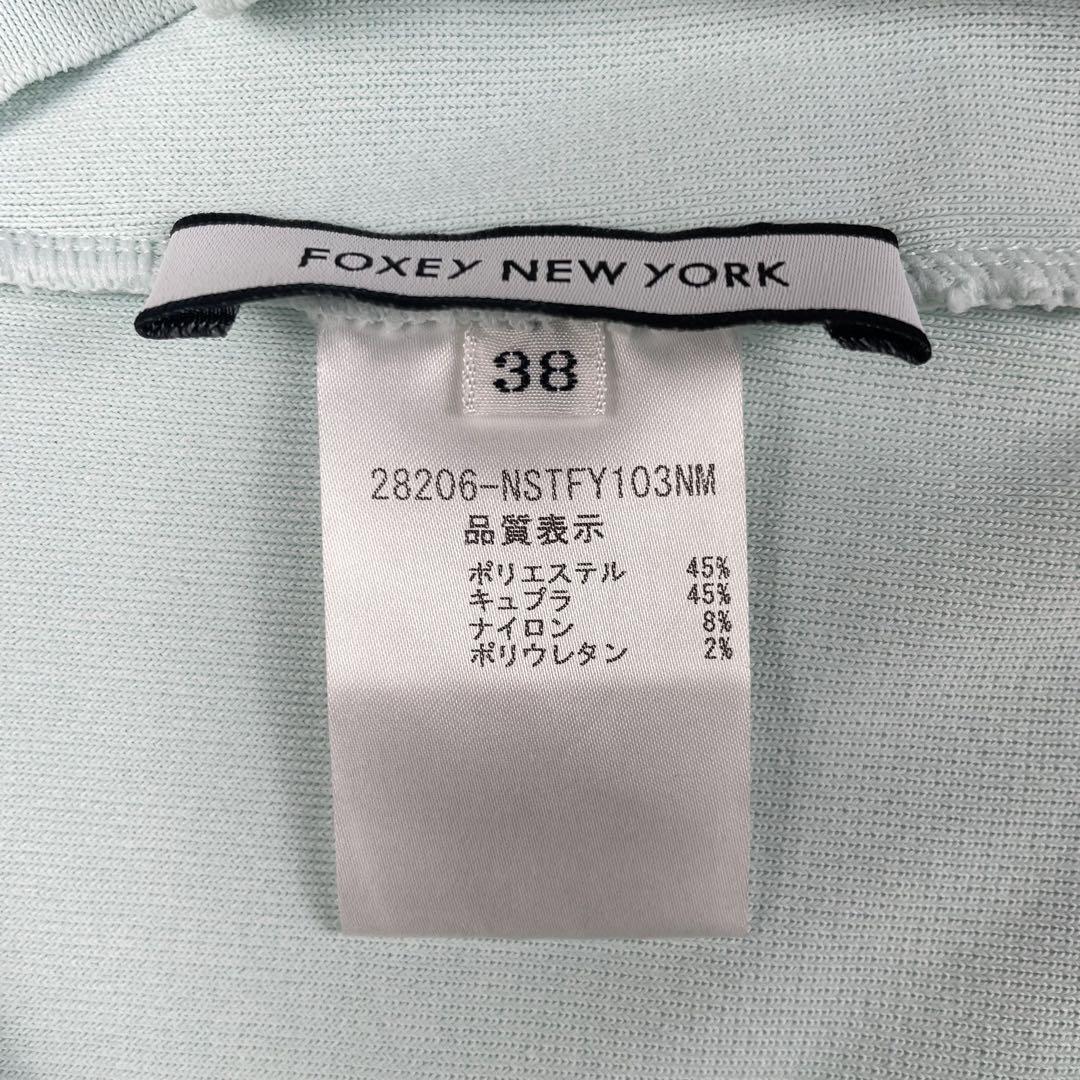 FOXEY NEW YORK
38
28206-NSTFY103NM
品質表示
ポリエステル 45%
キュプラ 45%
ナイロン 8%
ポリウレタン 2%